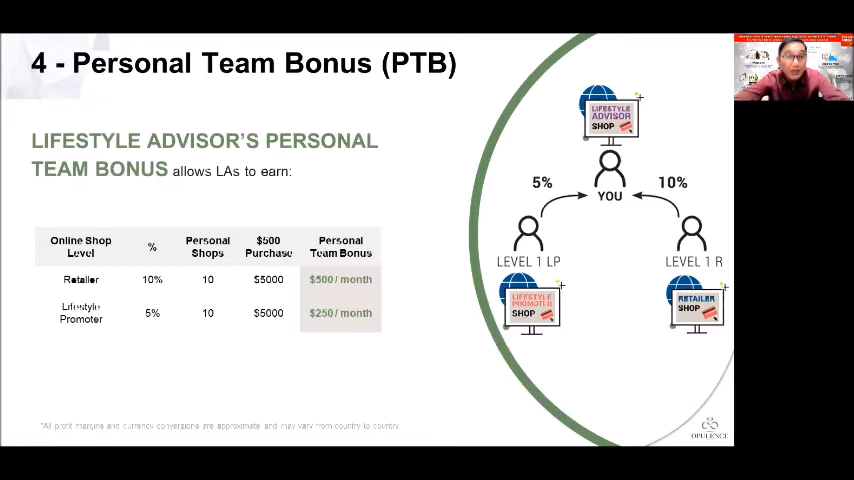 4 - Personal Team Bonus (PTB)
LIFESTYLE ADVISOR'S PERSONAL
TEAM BONUS allows LAs to earn:
Online Shop Level % Personal Shops $500 Purchase Personal Team Bonus
Retailer 10% 10 $5000 $500 / month
Lifestyle Promoter 5% 10 $5000 $250 / month
LIFESTYLE
ADVISOR
SHOP
5%
10%
YOU
LEVEL 1 LP
LEVEL 1 R
LIFESTYLE
PROMOTER
SHOP
RETAILER
SHOP
*All profit margins and currency conversions are approximate and may vary from country to country.
OPULENCE